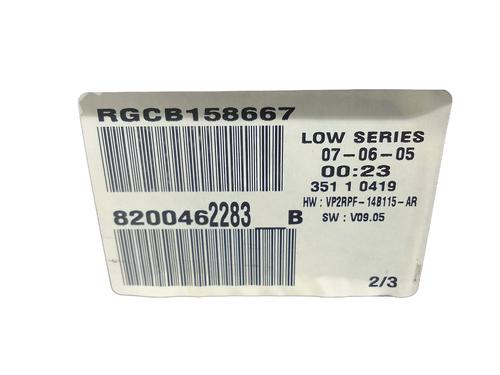 RGCB158667
LOW SERIES
07-06-05
00:23
351 1 0419
HW : VP2RPF-14B115-AR
SW : V09.05
8200462283__B
2/3